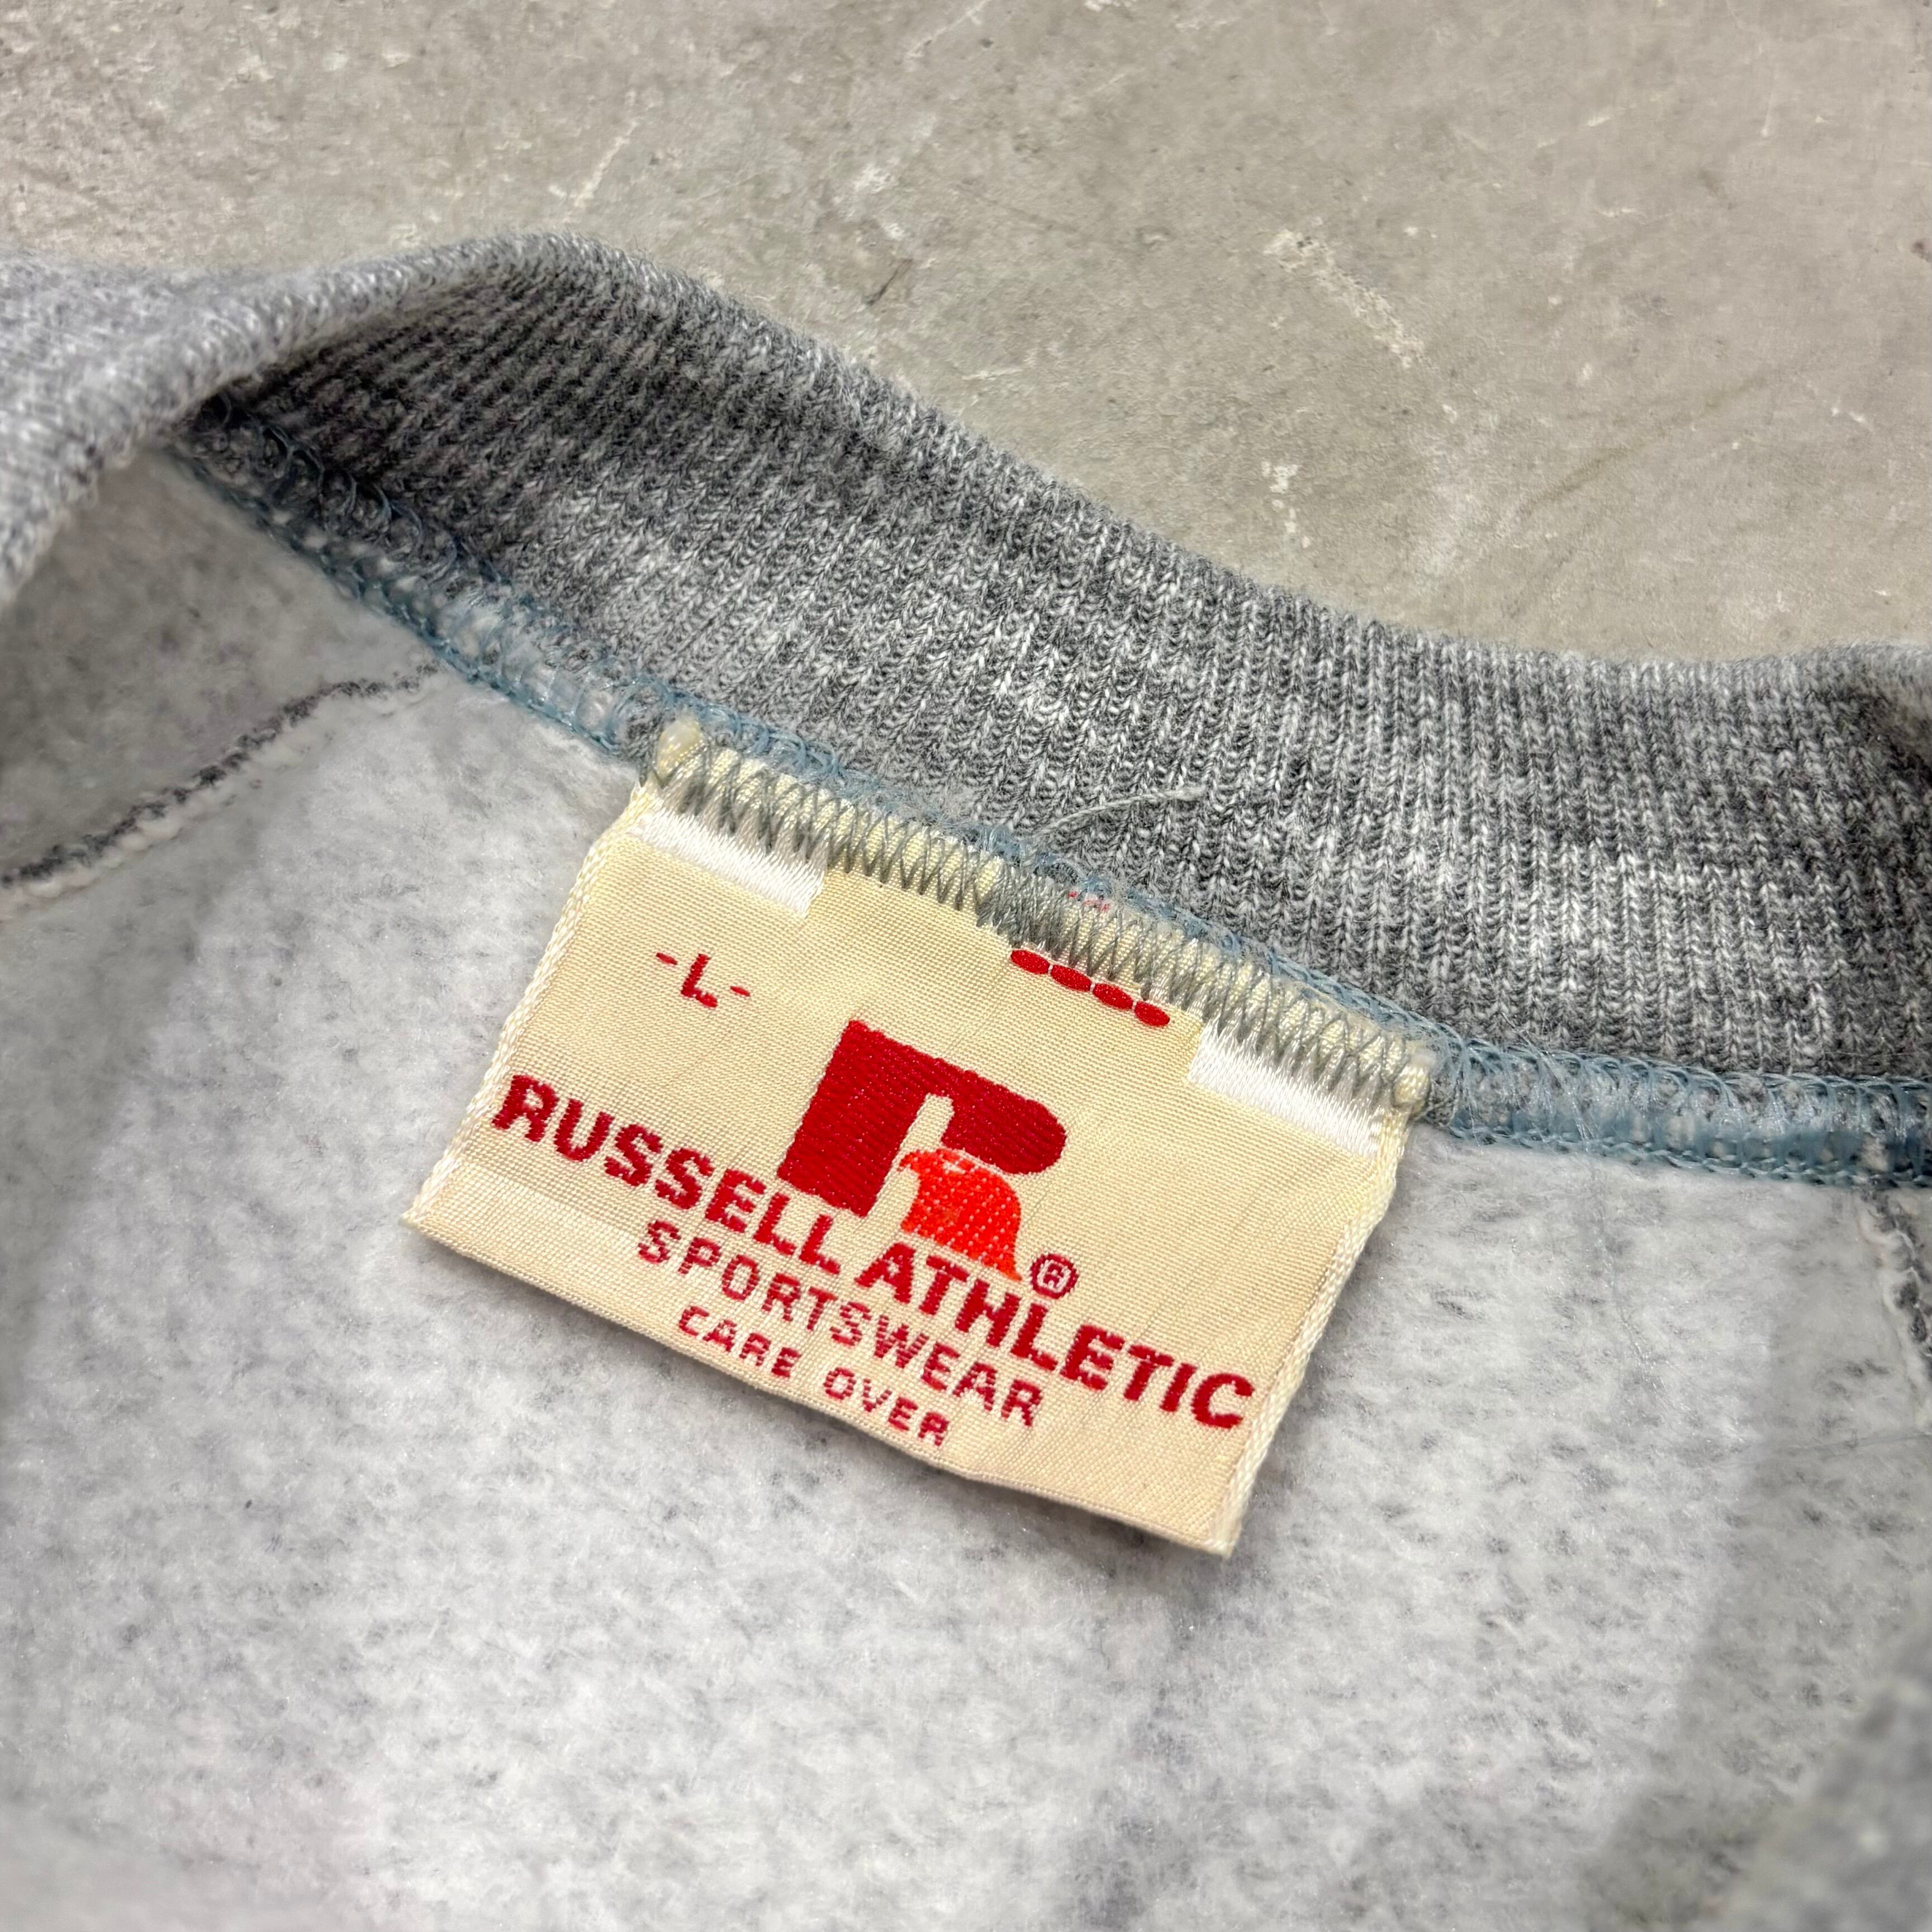 -L-
R
RUSSELL ATHLETIC®
SPORTSWEAR
CARE OVER